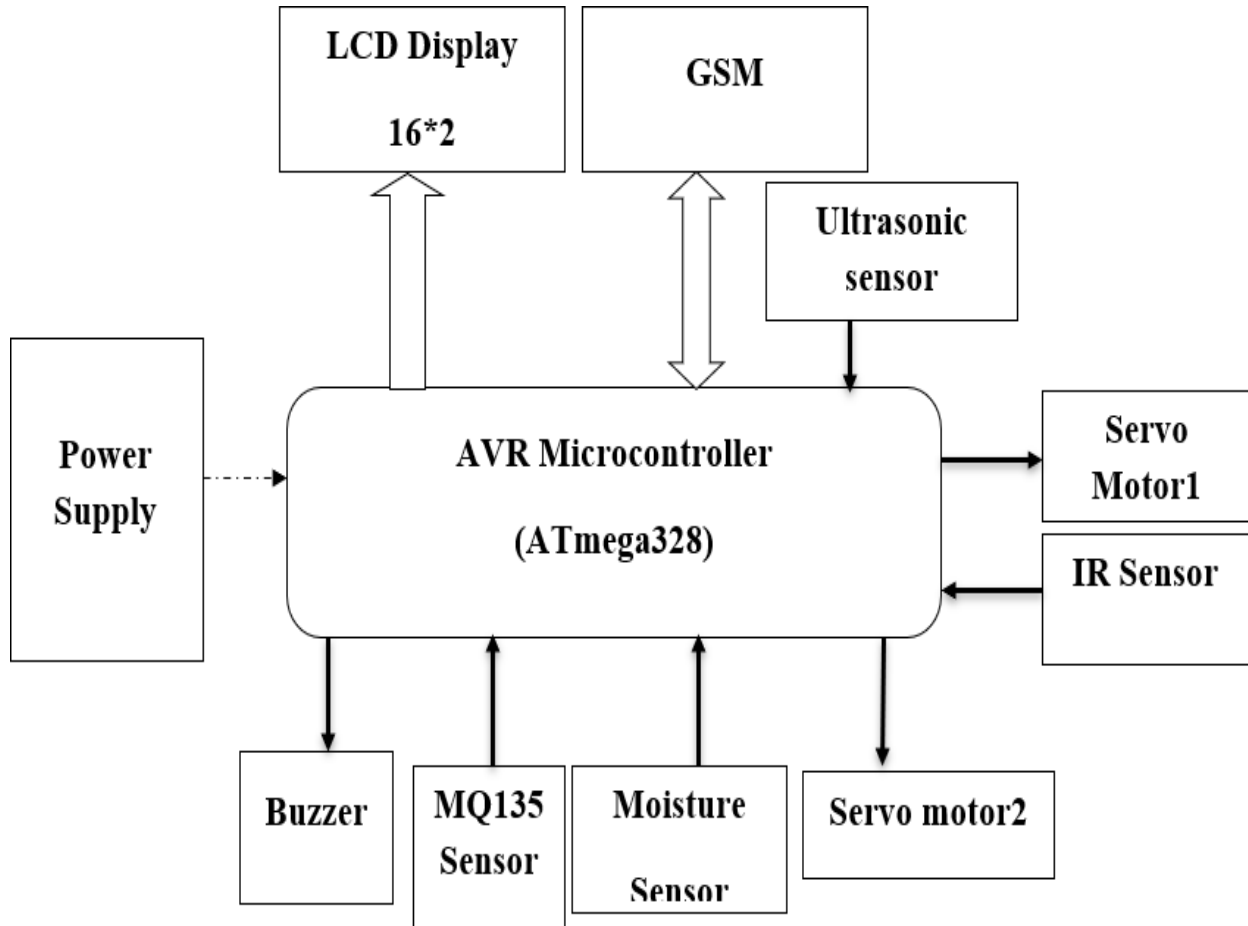 LCD Display
16*2
GSM
Ultrasonic
sensor
Power
Supply
AVR Microcontroller
(ATmega328)
Servo
Motor1
IR Sensor
Buzzer
MQ135
Sensor
Moisture
Sensor
Servo motor2